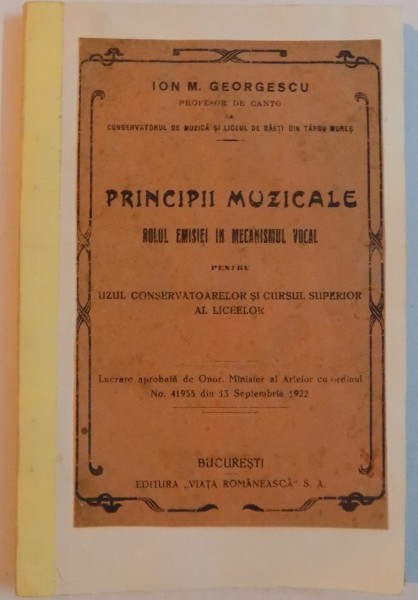 ION M. GEORGESCU
PROFESOR DE CANTO
LA
CONSERVATORUL DE MUZICĂ ȘI LICEUL DE BĂEȚI DIN TÂRGU MUREȘ
PRINCIPII MUZICALE
ROLUL EMISIEI IN MECANISMUL VOCAL
PENTRU
UZUL CONSERVATOARELOR ȘI CURSUL SUPERIOR
AL LICEELOR
Lucrare aprobată de Onor. Minister al Artelor cu ordinul
No. 41955 din 13 Septembrie 1922
BUCUREȘTI
EDITURA „VIAȚA ROMÂNEASCĂ" S. A.